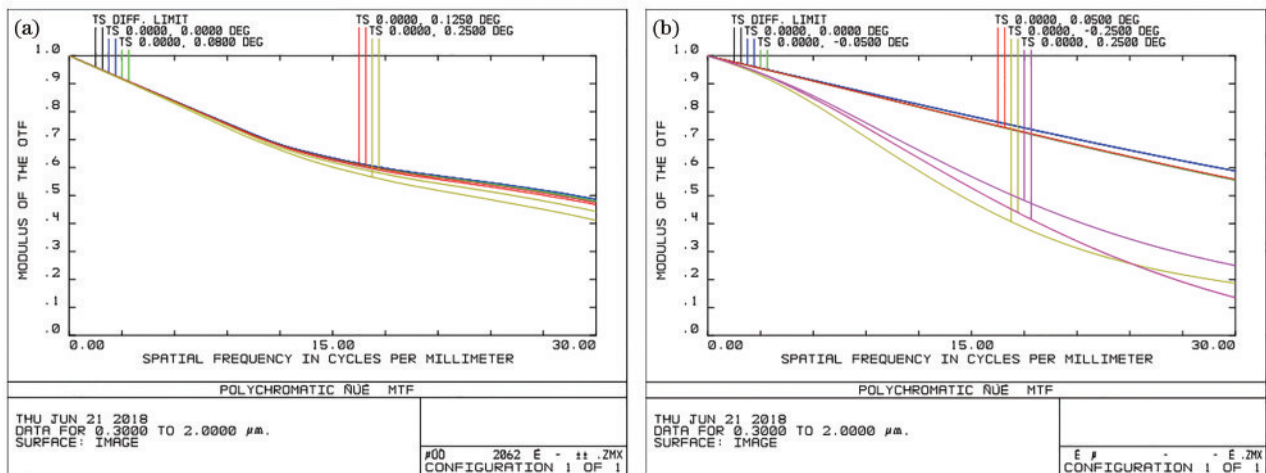 (a)
TS DIFF. LIMIT
TS 0.0000, 0.0000 DEG
TS 0.0000, 0.0800 DEG
TS 0.0000, 0.1250 DEG
TS 0.0000, 0.2500 DEG
1.0
.9
.8
.7
.6
.5
.4
.3
.2
.1
.0
MODULUS OF THE OTF
0.00
15.00
30.00
SPATIAL FREQUENCY IN CYCLES PER MILLIMETER
POLYCHROMATIC ÑÜÉ MTF
THU JUN 21 2018
DATA FOR 0.3000 TO 2.0000 µm.
SURFACE: IMAGE
µÖÐ 2062 É - ±± .ZMX
CONFIGURATION 1 OF 1
(b)
TS DIFF. LIMIT
TS 0.0000, 0.0000 DEG
TS 0.0000, -0.0500 DEG
TS 0.0000, 0.0500 DEG
TS 0.0000, -0.2500 DEG
TS 0.0000, 0.2500 DEG
1.0
.9
.8
.7
.6
.5
.4
.3
.2
.1
.0
MODULUS OF THE OTF
0.00
15.00
30.00
SPATIAL FREQUENCY IN CYCLES PER MILLIMETER
POLYCHROMATIC ÑÜÉ MTF
THU JUN 21 2018
DATA FOR 0.3000 TO 2.0000 µm.
SURFACE: IMAGE
É µ - - É .ZMX
CONFIGURATION 1 OF 1